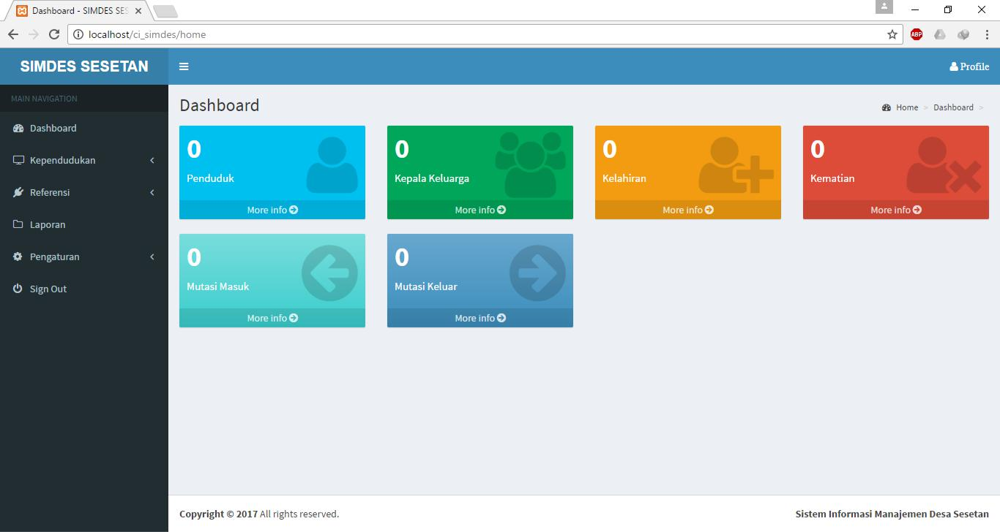 Dashboard - SIMDES SES
localhost/ci_simdes/home
ABP
SIMDES SESETAN
Profile
MAIN NAVIGATION
Dashboard
Kependudukan
Referensi
Laporan
Pengaturan
Sign Out
Dashboard
Home > Dashboard >
0
Penduduk
More info
0
Kepala Keluarga
More info
0
Kelahiran
More info
0
Kematian
More info
0
Mutasi Masuk
More info
0
Mutasi Keluar
More info
Copyright © 2017 All rights reserved.
Sistem Informasi Manajemen Desa Sesetan